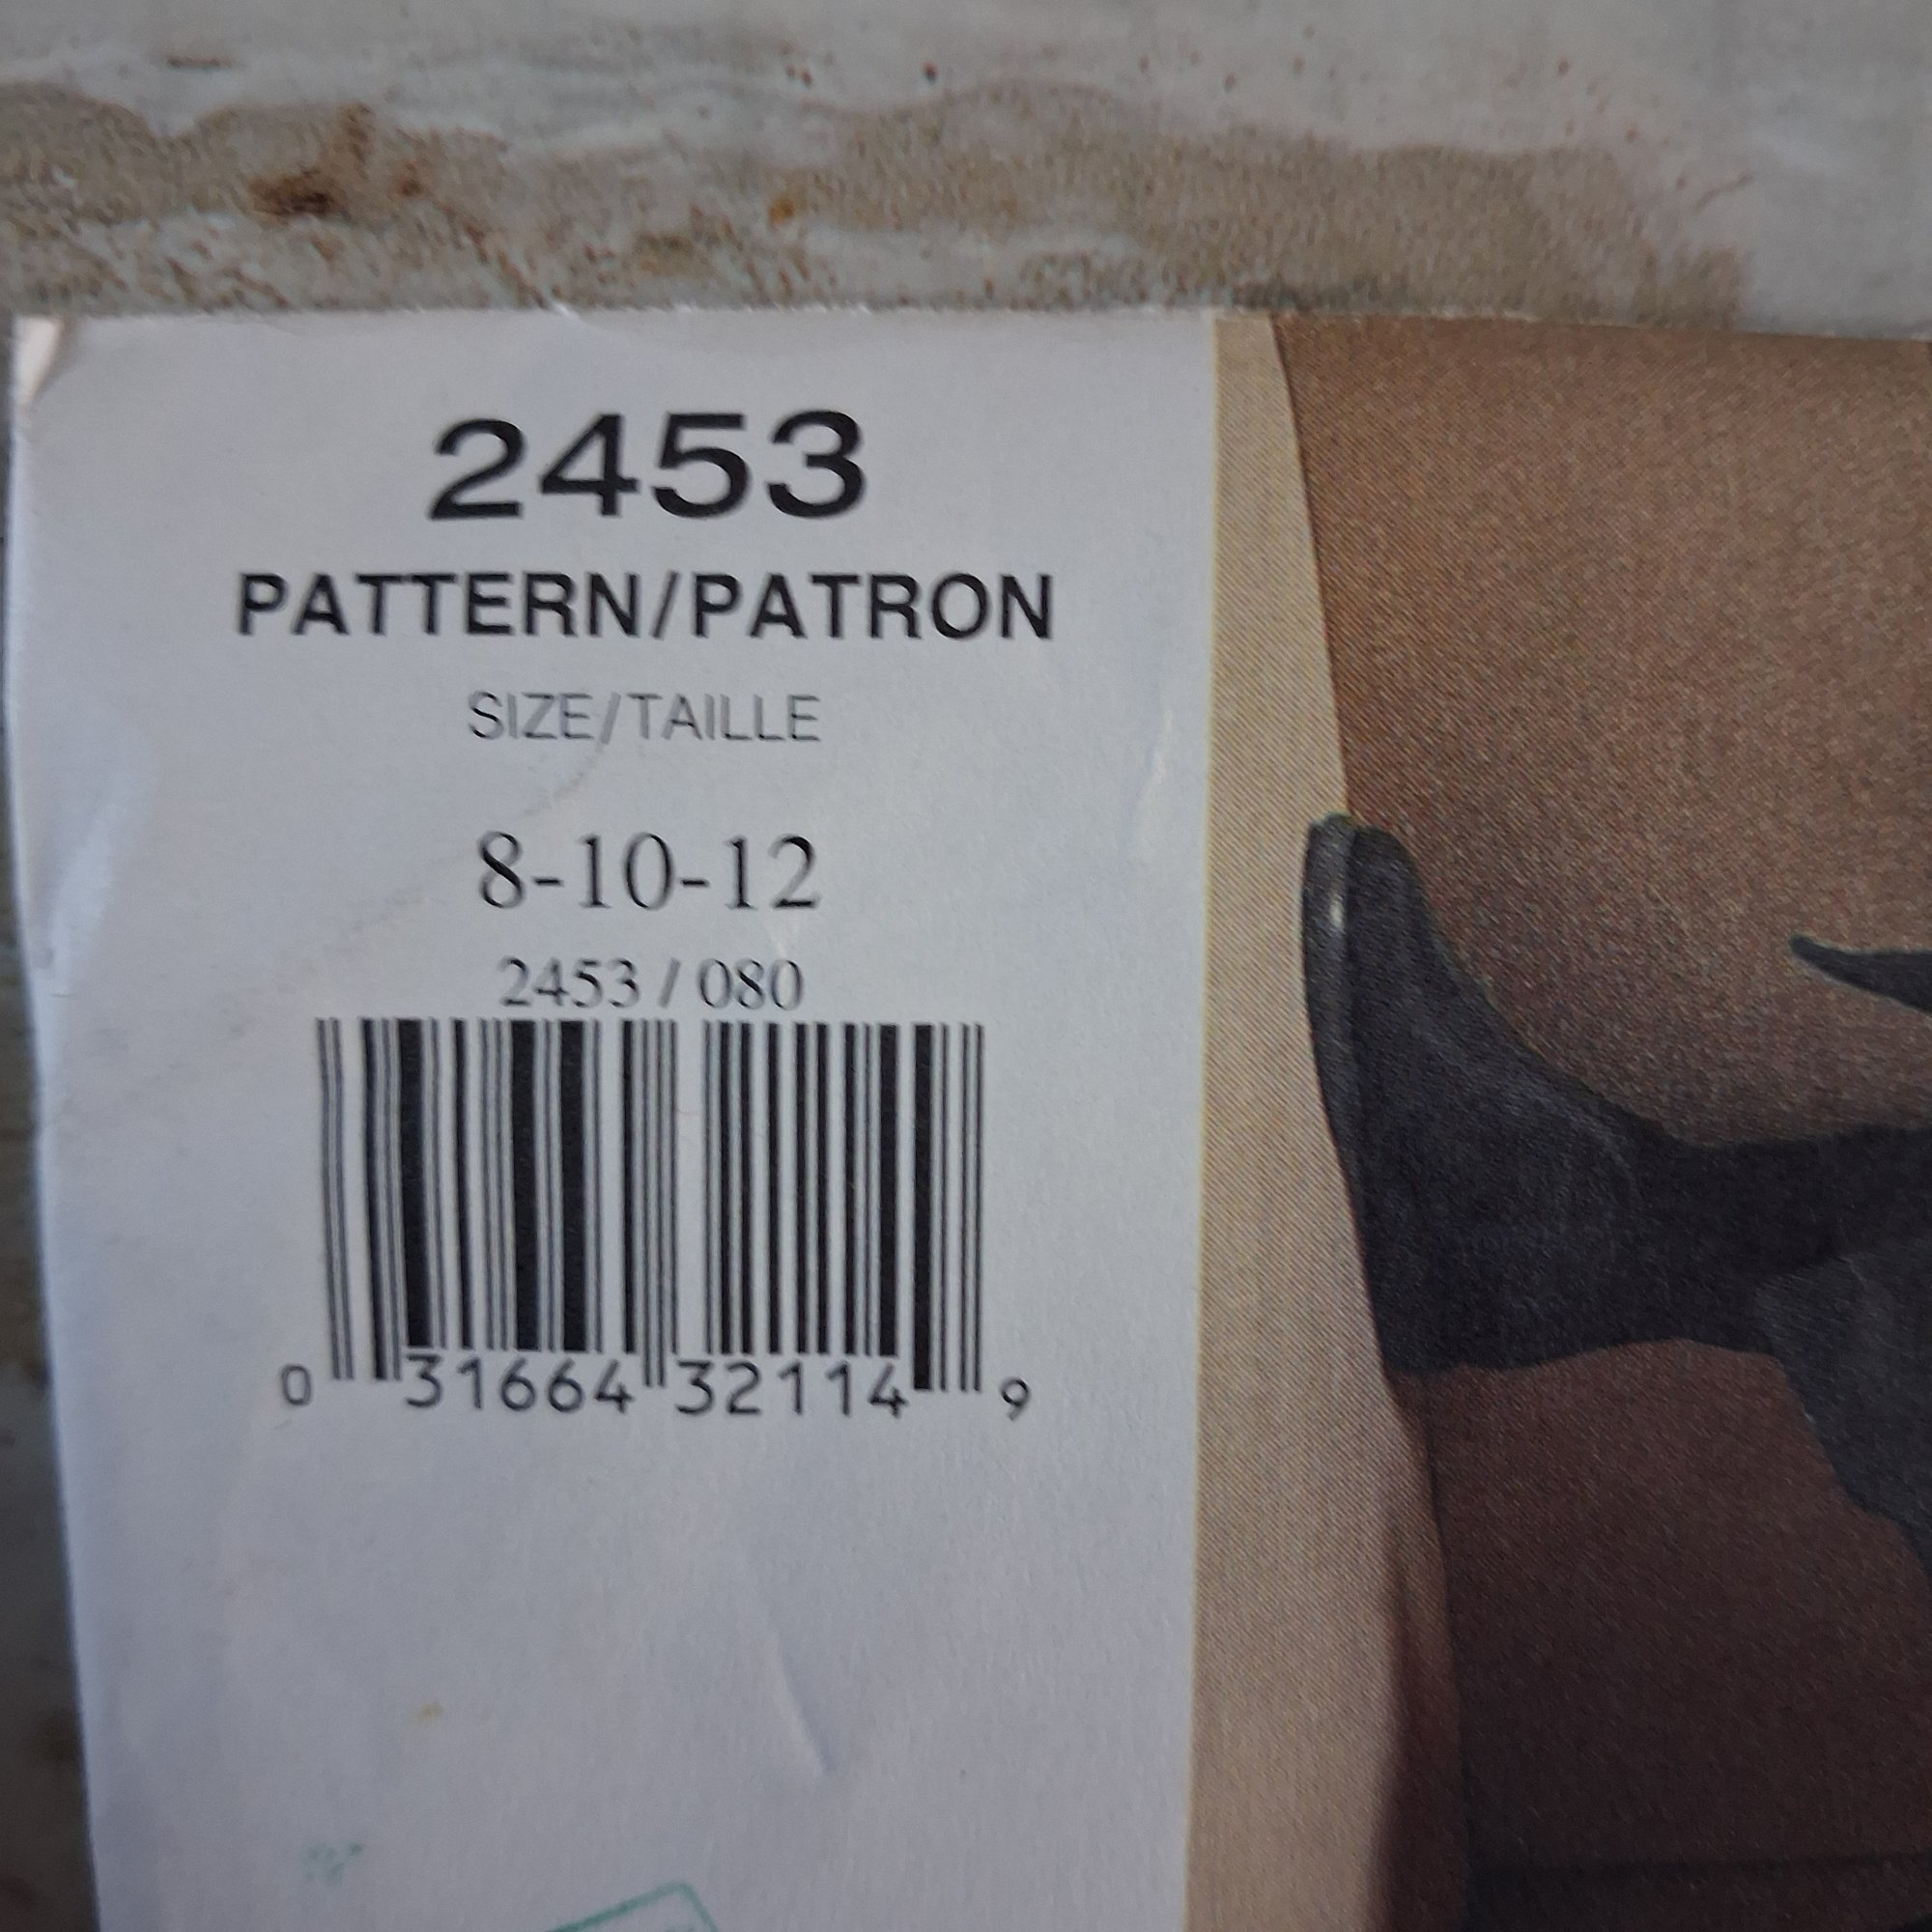 2453
PATTERN/PATRON
SIZE/TAILLE
8-10-12
2453 / 080
0 31664 32114 9